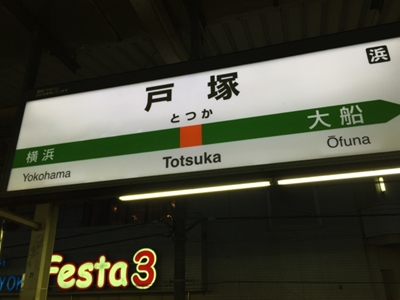 浜
戸塚
とつか
横浜
大船
Yokohama
Totsuka
Ōfuna
Festa3